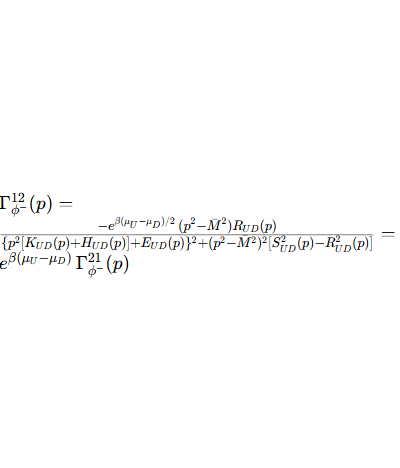 Γ^{12}_{φ^-}(p) =
\frac{-e^{β(μ_U-μ_D)/2} (p^2-\bar{M}^2)R_{UD}(p)}{\{p^2[K_{UD}(p)+H_{UD}(p)]+E_{UD}(p)\}^2+(p^2-\bar{M}^2)^2[S^2_{UD}(p)-R^2_{UD}(p)]} =
e^{β(μ_U-μ_D)} Γ^{21}_{φ^-}(p)